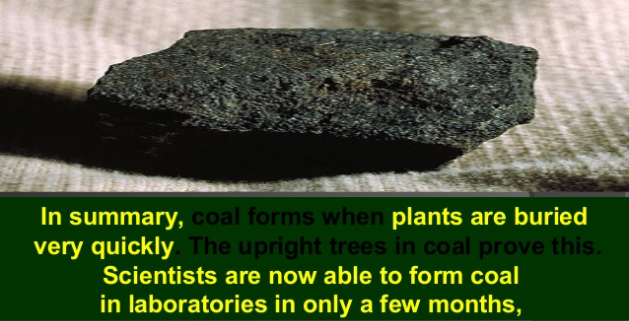 In summary, coal forms when plants are buried
very quickly. The upright trees in coal prove this.
Scientists are now able to form coal
in laboratories in only a few months,